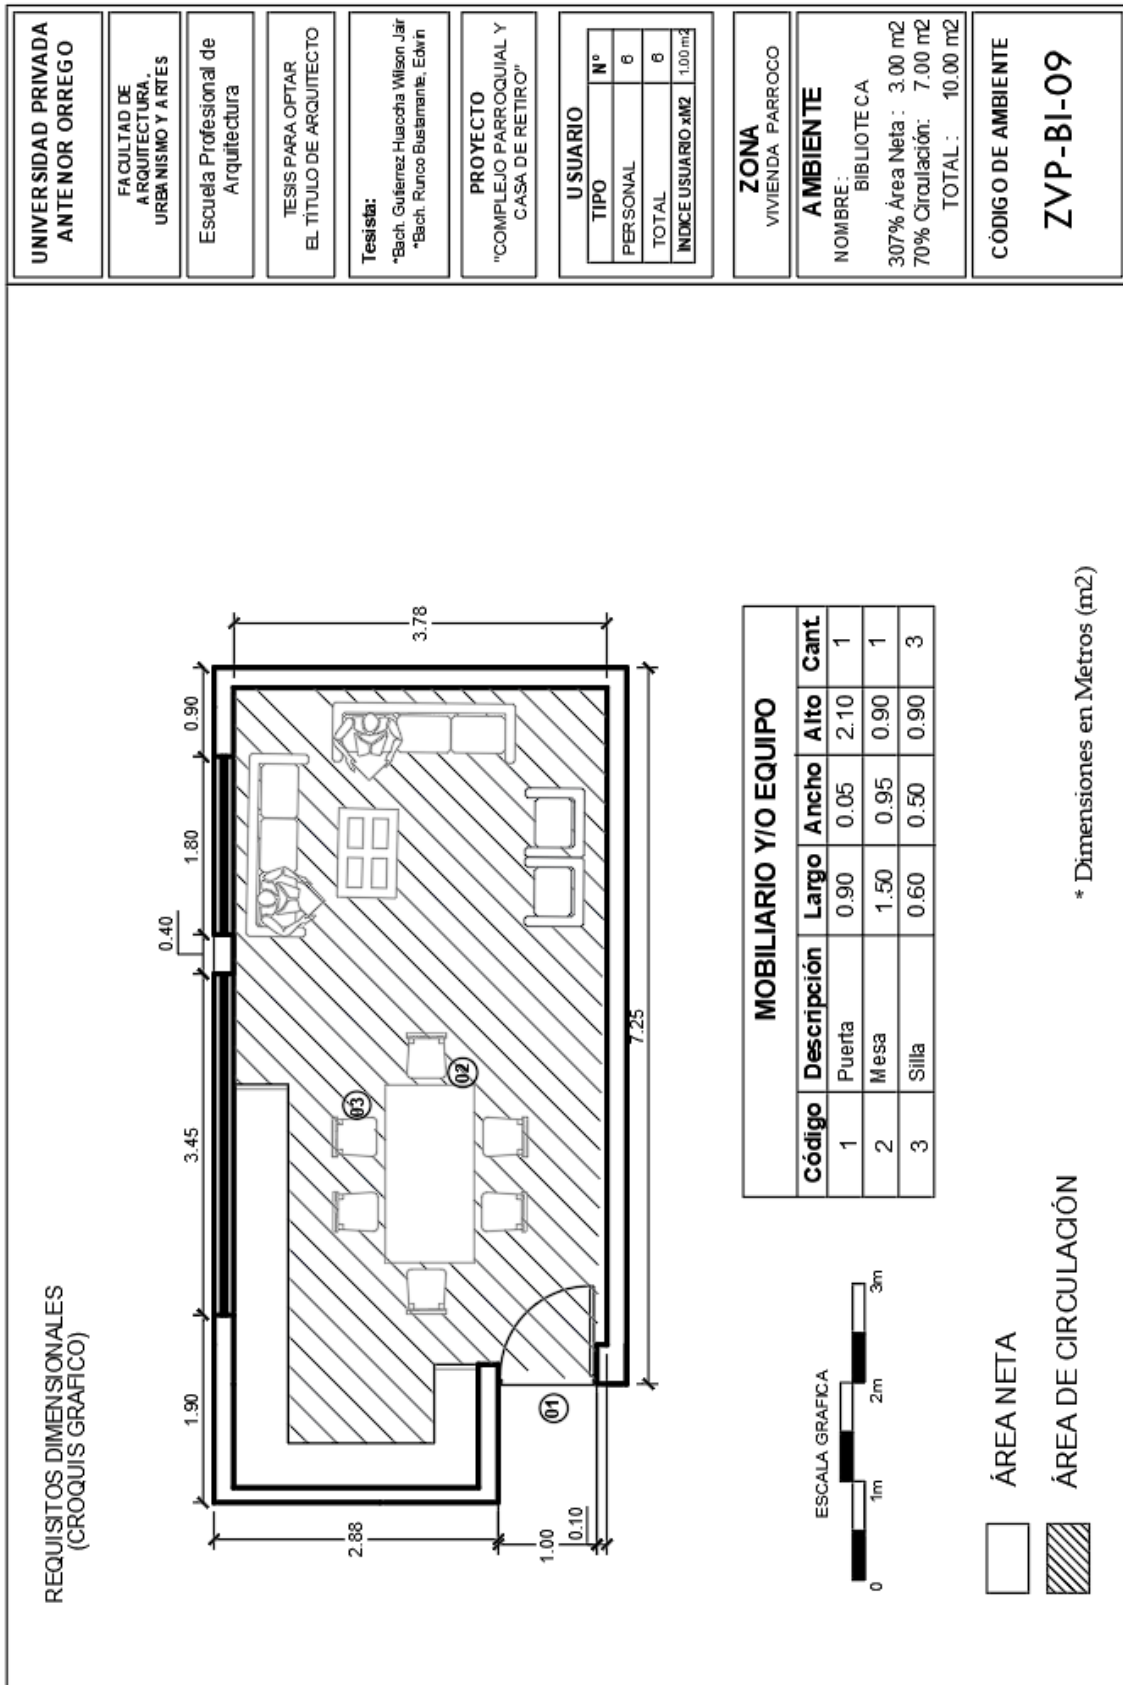 REQUISITOS DIMENSIONALES
(CROQUIS GRAFICO)
1.90
3.45
0.40
1.80
0.90
2.88
1.00
0.10
3.78
7.25
01
02
03
ESCALA GRAFICA
0
1m
2m
3m
ÁREA NETA
ÁREA DE CIRCULACIÓN
MOBILIARIO Y/O EQUIPO
Código Descripción Largo Ancho Alto Cant.
1 Puerta 0.90 0.05 2.10 1
2 Mesa 1.50 0.95 0.90 1
3 Silla 0.60 0.50 0.90 3
* Dimensiones en Metros (m2)
UNIVERSIDAD PRIVADA
ANTENOR ORREGO
FACULTAD DE
ARQUITECTURA,
URBANISMO Y ARTES
Escuela Profesional de
Arquitectura
TESIS PARA OPTAR
EL TÍTULO DE ARQUITECTO
Tesista:
*Bach. Gutierrez Huaccha Wilson Jair
*Bach. Runco Bustamante, Edwin
PROYECTO
"COMPLEJO PARROQUIAL Y
CASA DE RETIRO"
USUARIO
TIPO N°
PERSONAL 6
TOTAL 6
INDICE USUARIO xM2 1.00 m2
ZONA
VIVIENDA PARROCO
AMBIENTE
NOMBRE:
BIBLIOTECA
307% Área Neta : 3.00 m2
70% Circulación: 7.00 m2
TOTAL : 10.00 m2
CÓDIGO DE AMBIENTE
ZVP-BI-09